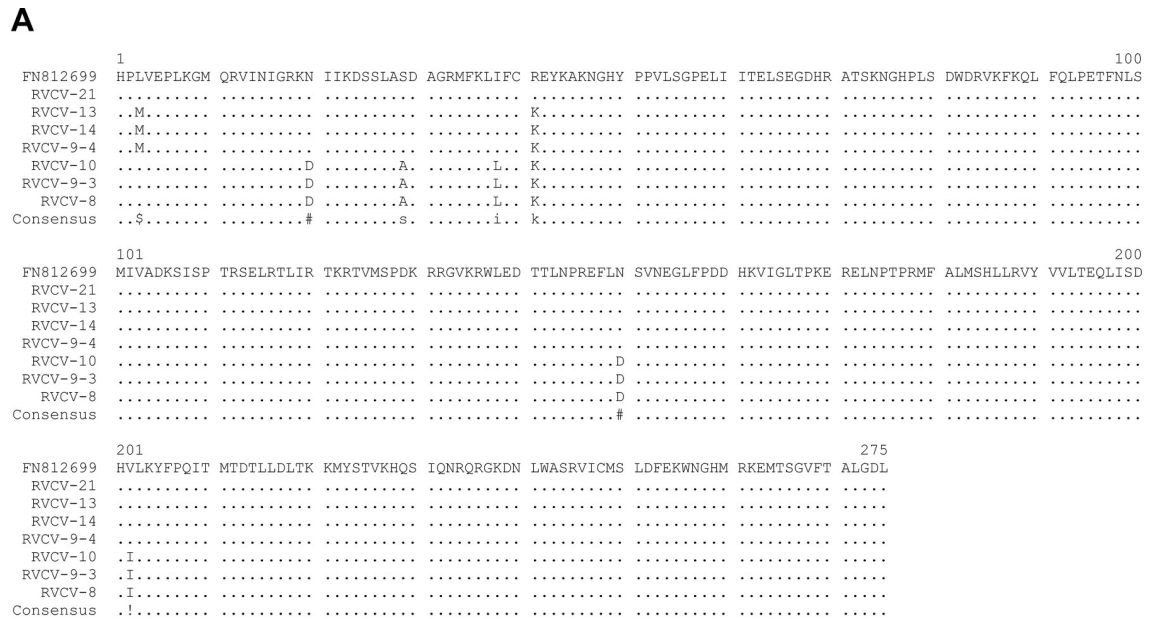 A
1 100
FN812699 HPLVEPLKGM QRVINIGRKN IIKDSSLASD AGRMFKLIFC REYKAKNGHY PPVLSGPELI ITELSEGDHR ATSKNGHPLS DWDRVKFKQL FQLPETFNLS
RVCV-21 .......... .......... .......... .......... .......... .......... .......... .......... .......... ..........
RVCV-13 ..M....... .......... .......... .......... K......... .......... .......... .......... .......... ..........
RVCV-14 ..M....... .......... .......... .......... K......... .......... .......... .......... .......... ..........
RVCV-9-4 ..M....... .......... .......... .......... K......... .......... .......... .......... .......... ..........
RVCV-10 .......... .........D ........A. .......L.. K......... .......... .......... .......... .......... ..........
RVCV-9-3 .......... .........D ........A. .......L.. K......... .......... .......... .......... .......... ..........
RVCV-8 .......... .........D ........A. .......L.. K......... .......... .......... .......... .......... ..........
Consensus ..$....... .........# ........s. .......i.. k......... .......... .......... .......... .......... ..........
101 200
FN812699 MIVADKSISP TRSELRTLIR TKRTVMSPDK RRGVKRWLED TTLNPREFLN SVNEGLFPDD HKVIGLTPKE RELNPTPRMF ALMSHLLRVY VVLTEQLISD
RVCV-21 .......... .......... .......... .......... .......... .......... .......... .......... .......... ..........
RVCV-13 .......... .......... .......... .......... .......... .......... .......... .......... .......... ..........
RVCV-14 .......... .......... .......... .......... .......... .......... .......... .......... .......... ..........
RVCV-9-4 .......... .......... .......... .......... .......... .......... .......... .......... .......... ..........
RVCV-10 .......... .......... .......... .......... .........D .......... .......... .......... .......... ..........
RVCV-9-3 .......... .......... .......... .......... .........D .......... .......... .......... .......... ..........
RVCV-8 .......... .......... .......... .......... .........D .......... .......... .......... .......... ..........
Consensus .......... .......... .......... .......... .........# .......... .......... .......... .......... ..........
201 275
FN812699 HVLKYFPQIT MTDTLLDLTK KMYSTVKHQS IQNRQRGKDN LWASRVICMS LDFEKWNGHM RKEMTSGVFT ALGDL
RVCV-21 .......... .......... .......... .......... .......... .......... .......... .....
RVCV-13 .......... .......... .......... .......... .......... .......... .......... .....
RVCV-14 .......... .......... .......... .......... .......... .......... .......... .....
RVCV-9-4 .......... .......... .......... .......... .......... .......... .......... .....
RVCV-10 .I........ .......... .......... .......... .......... .......... .......... .....
RVCV-9-3 .I........ .......... .......... .......... .......... .......... .......... .....
RVCV-8 .I........ .......... .......... .......... .......... .......... .......... .....
Consensus .!........ .......... .......... .......... .......... .......... .......... .....